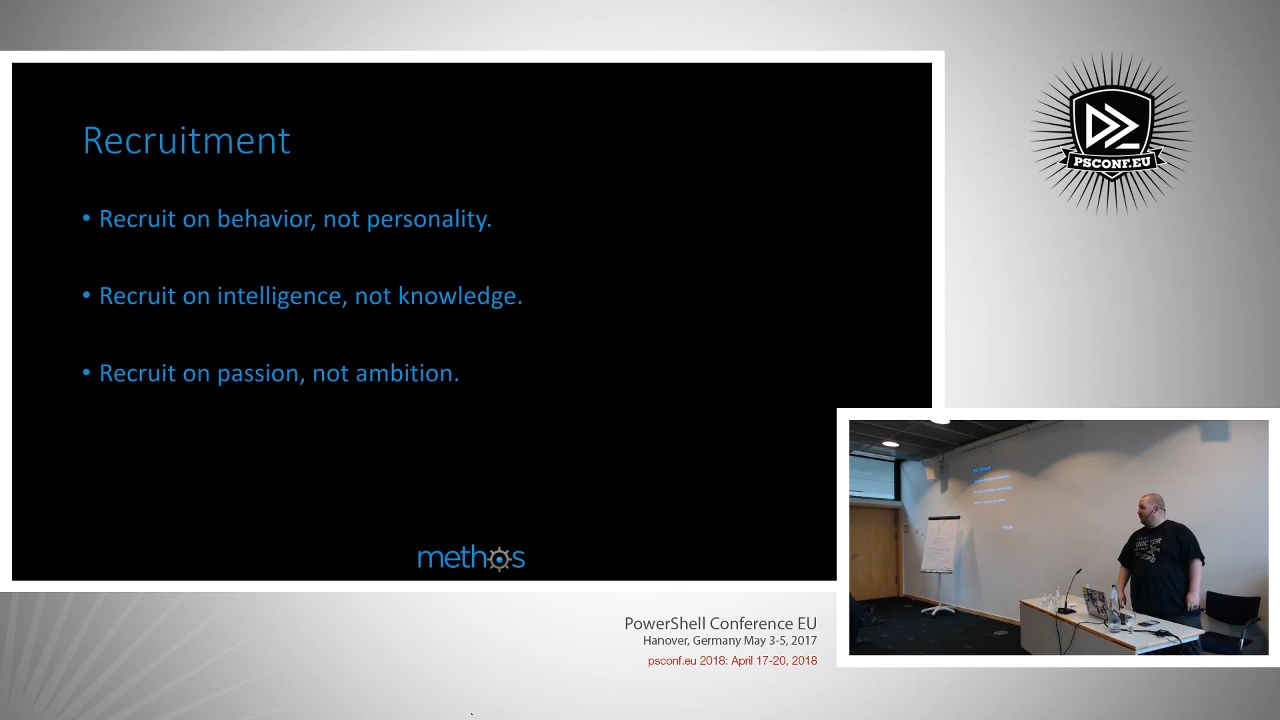 Recruitment
• Recruit on behavior, not personality.
• Recruit on intelligence, not knowledge.
• Recruit on passion, not ambition.
methos
PSCONF.EU
PowerShell Conference EU
Hanover, Germany May 3-5, 2017
psconf.eu 2018: April 17-20, 2018
DOCTOR